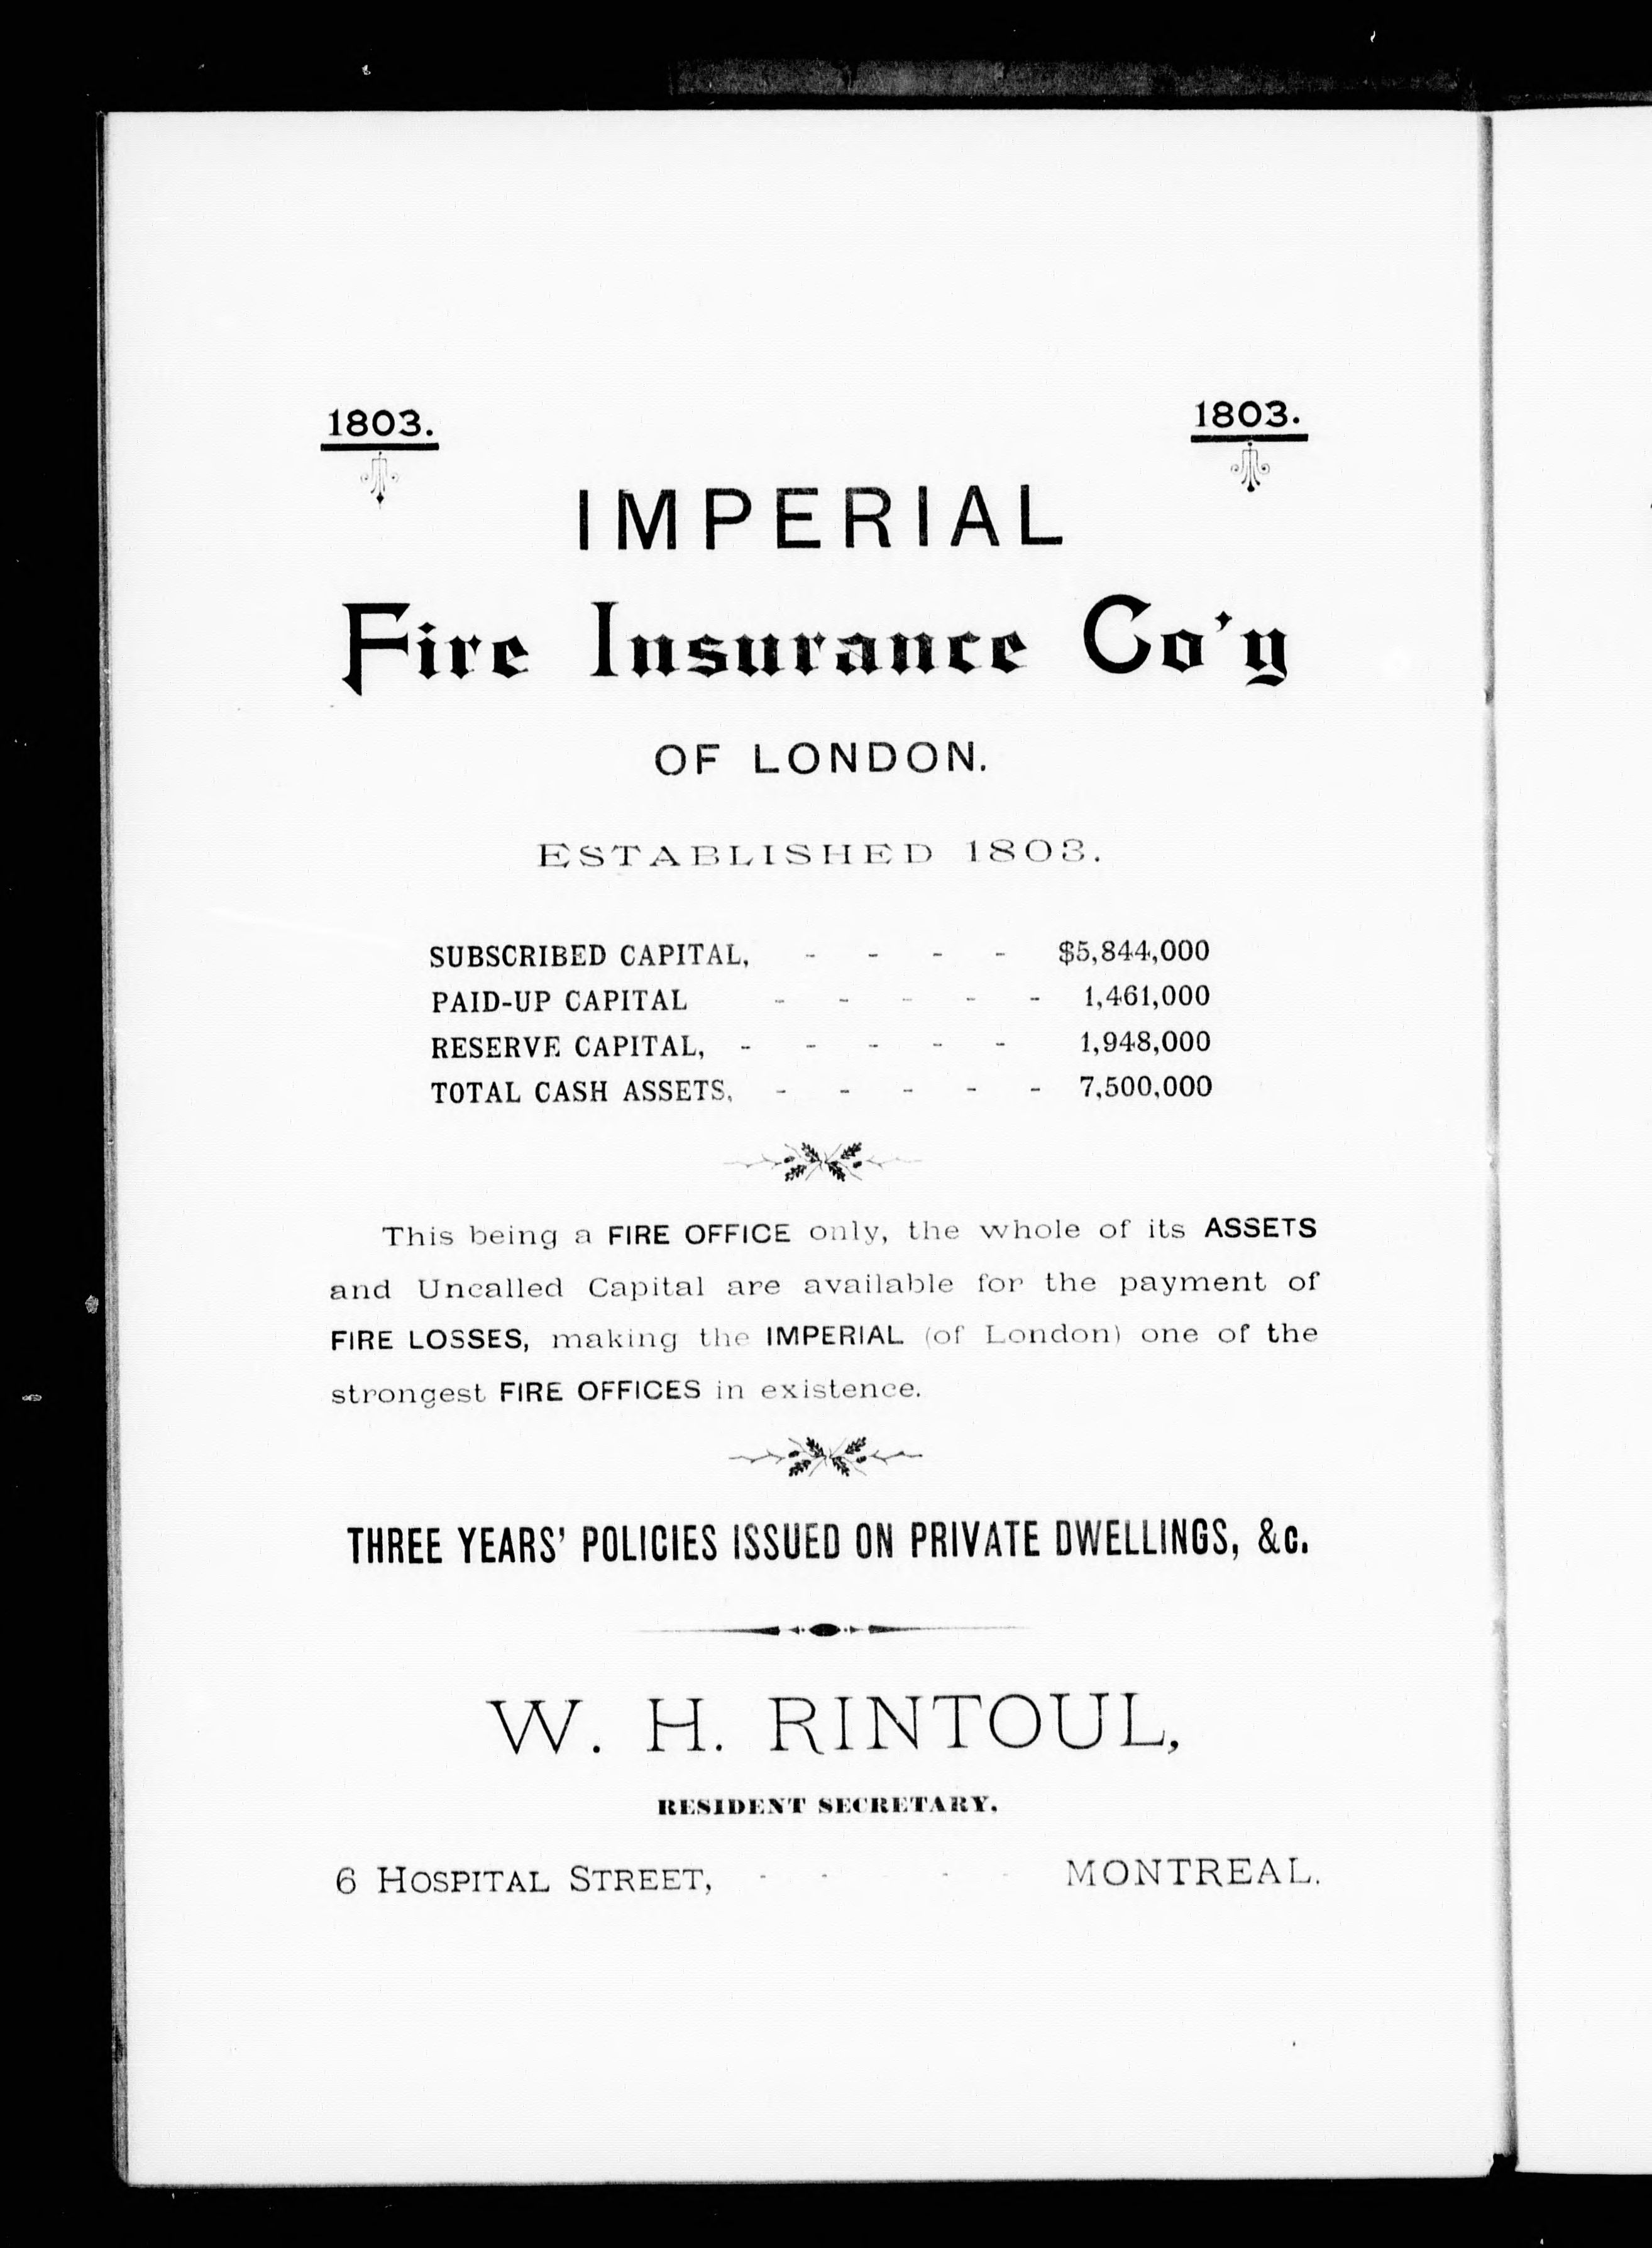 1803. 1803.
IMPERIAL
Fire Insurance Co'y
OF LONDON.
ESTABLISHED 1803.
SUBSCRIBED CAPITAL, - - - - $5,844,000
PAID-UP CAPITAL - - - - - 1,461,000
RESERVE CAPITAL, - - - - - 1,948,000
TOTAL CASH ASSETS, - - - - - 7,500,000
This being a FIRE OFFICE only, the whole of its ASSETS
and Uncalled Capital are available for the payment of
FIRE LOSSES, making the IMPERIAL (of London) one of the
strongest FIRE OFFICES in existence.
THREE YEARS' POLICIES ISSUED ON PRIVATE DWELLINGS, &c.
W. H. RINTOUL,
RESIDENT SECRETARY.
6 HOSPITAL STREET, - - - - MONTREAL.